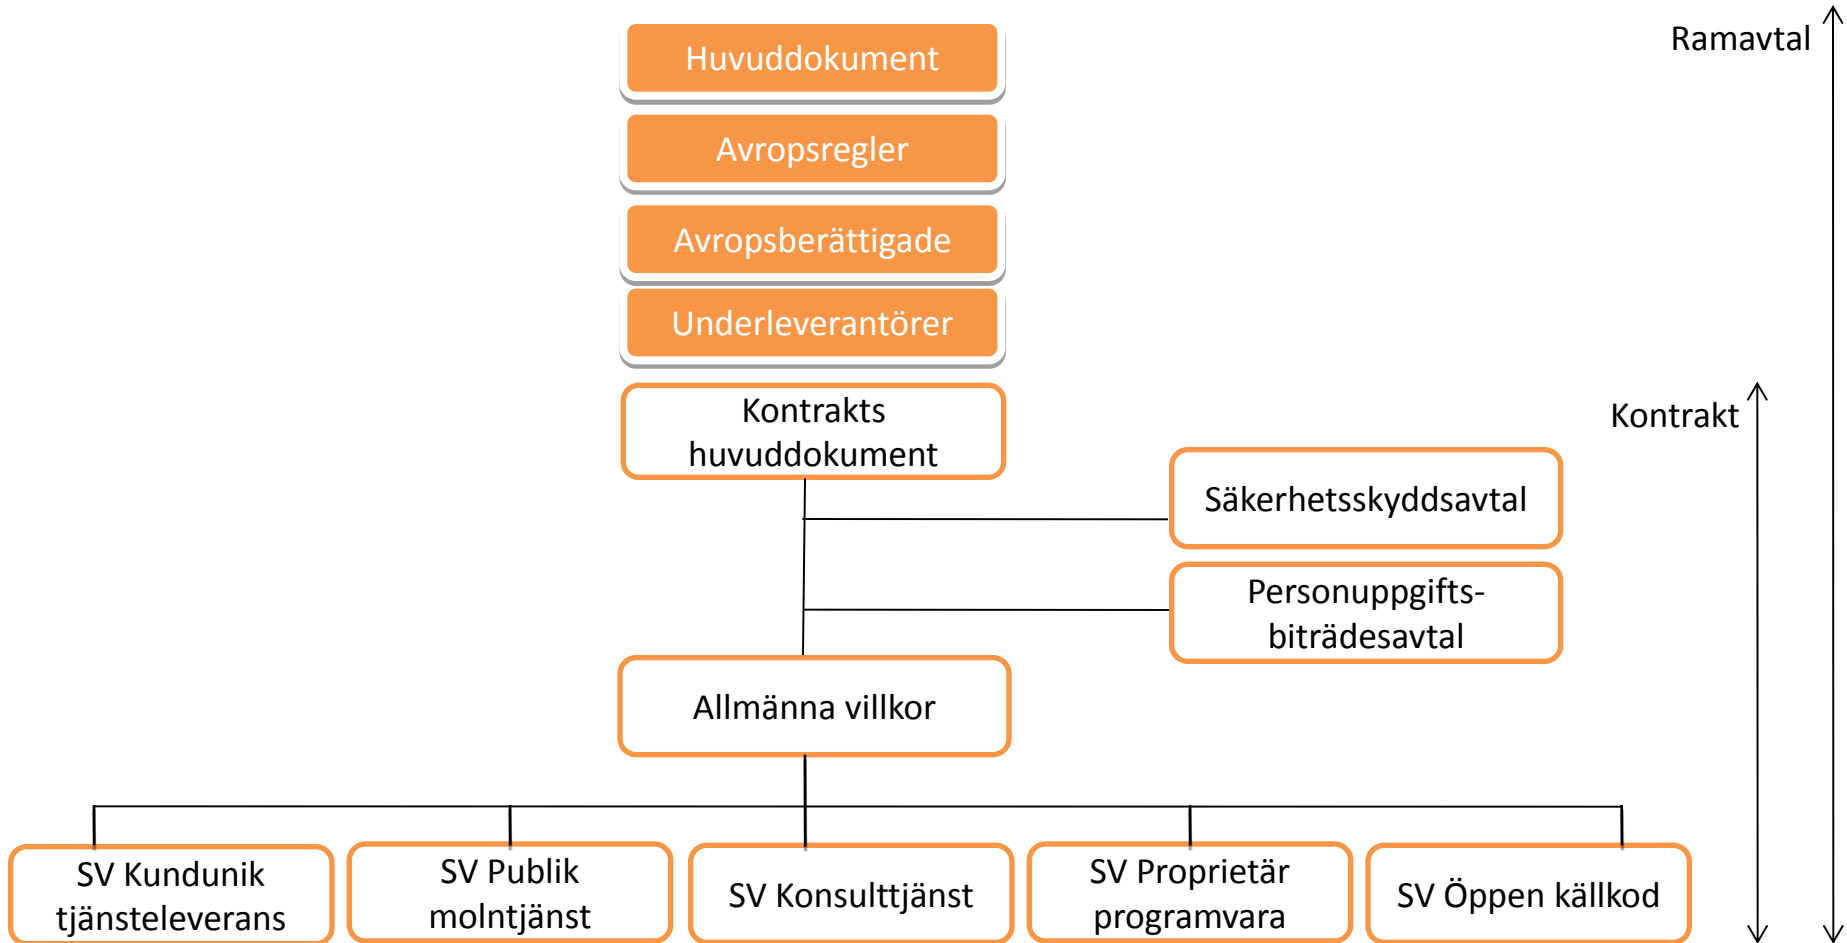 Ramavtal
Huvuddokument
Avropsregler
Avropsberättigade
Underleverantörer
Kontrakts
huvuddokument
Kontrakt
Säkerhetsskyddsavtal
Personuppgifts-
biträdesavtal
Allmänna villkor
SV Kundunik
tjänsteleverans
SV Publik
molntjänst
SV Konsulttjänst
SV Proprietär
programvara
SV Öppen källkod